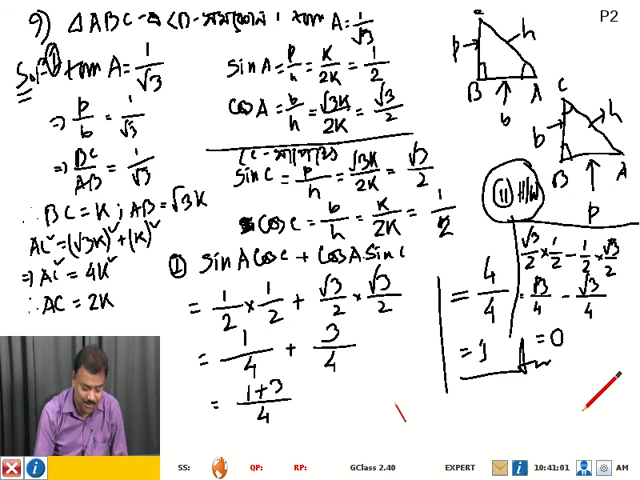 9) △ABC-এ ∠B-সমকোণ। tan A = 1/√3
Solⁿ ① tan A = 1/√3
⇒ p/b = 1/√3
⇒ BC/AB = 1/√3
∴ BC = K ; AB = √3K
AC² = (√3K)² + (K)²
⇒ AC² = 4K²
∴ AC = 2K
sin A = p/h = K/2K = 1/2
cos A = b/h = √3K/2K = √3/2
(C-সাপেক্ষে)
sin C = p/h = √3K/2K = √3/2
cos C = b/h = K/2K = 1/2
① sin A cos C + cos A. sin C
= 1/2 × 1/2 + √3/2 × √3/2
= 1/4 + 3/4
= 1+3/4
= 4/4
= 1 Ans
P2
C
p h
B A
b
C
b h
B A
p
ⓘⓘ H/W
√3/2 × 1/2 − 1/2 × √3/2
= √3/4 − √3/4
= 0
SS: QP: RP: GClass 2.40 EXPERT 10:41:01